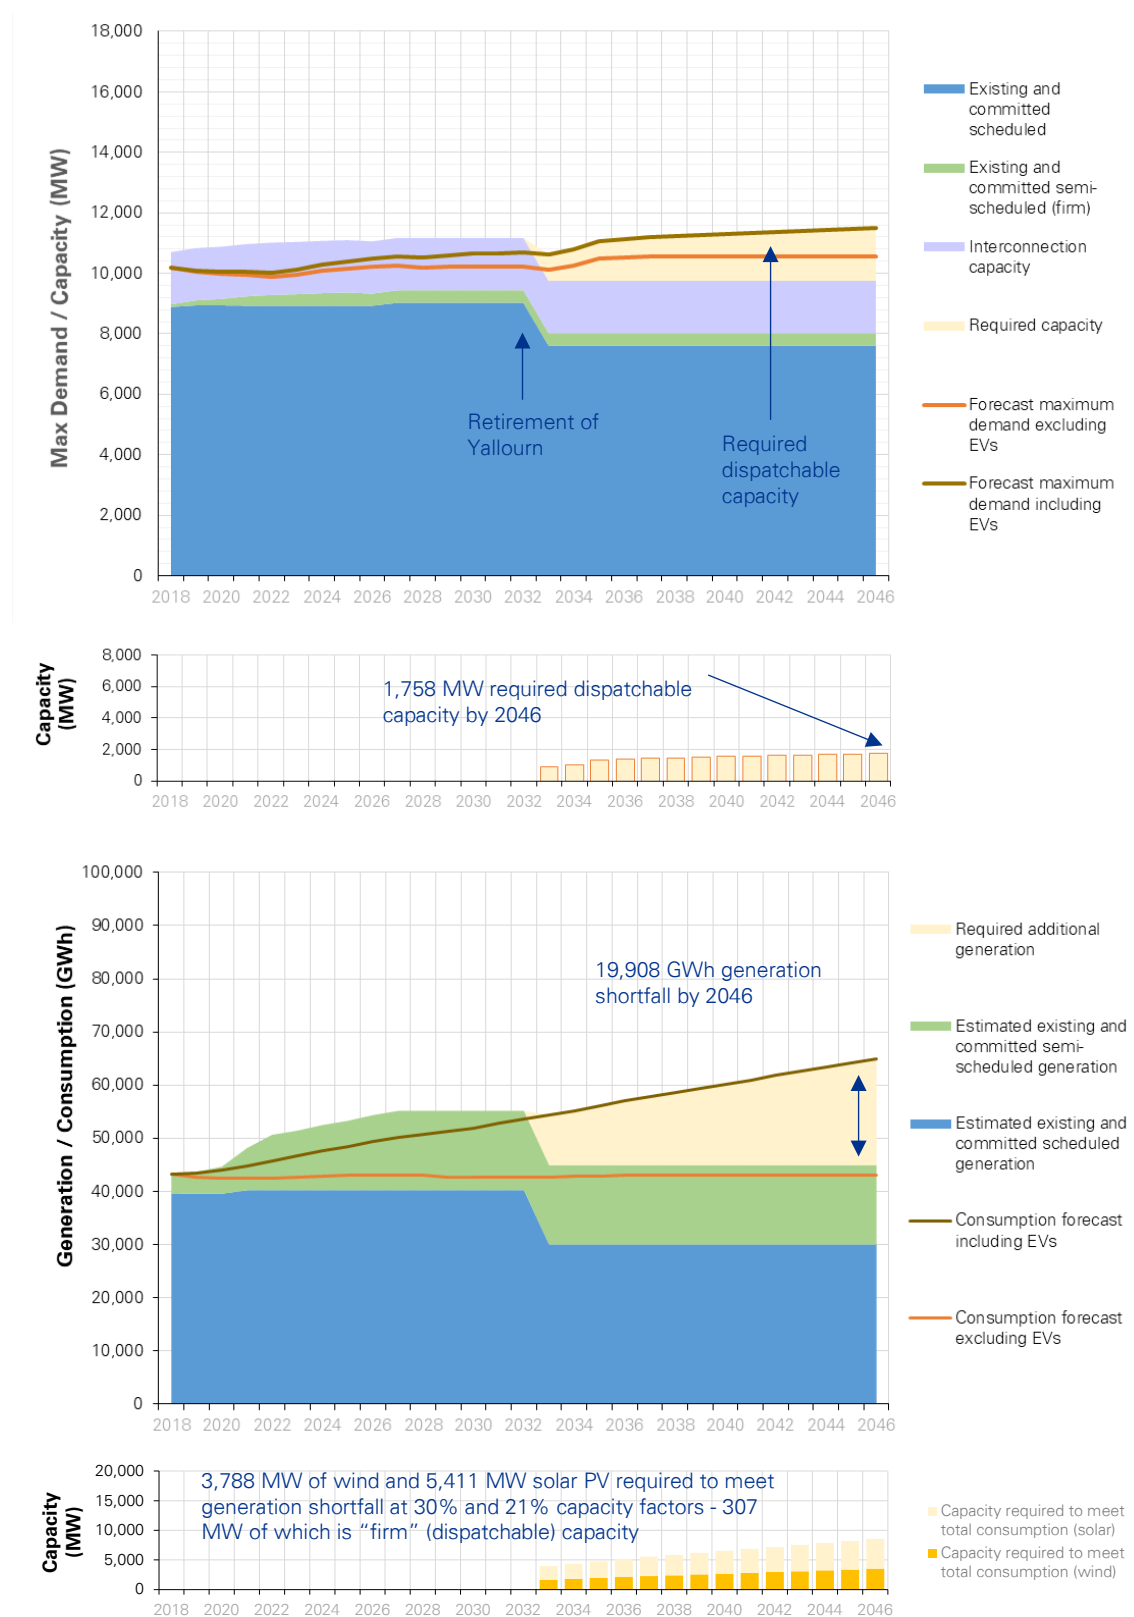 18,000
16,000
14,000
12,000
10,000
8,000
6,000
4,000
2,000
0
Max Demand / Capacity (MW)
Retirement of
Yallourn
Required
dispatchable
capacity
2018 2020 2022 2024 2026 2028 2030 2032 2034 2036 2038 2040 2042 2044 2046
Existing and
committed
scheduled
Existing and
committed semi-
scheduled (firm)
Interconnection
capacity
Required capacity
Forecast maximum
demand excluding
EVs
Forecast maximum
demand including
EVs
Capacity
(MW)
8,000
6,000
4,000
2,000
0
1,758 MW required dispatchable
capacity by 2046
2018 2020 2022 2024 2026 2028 2030 2032 2034 2036 2038 2040 2042 2044 2046
Generation / Consumption (GWh)
100,000
90,000
80,000
70,000
60,000
50,000
40,000
30,000
20,000
10,000
0
19,908 GWh generation
shortfall by 2046
2018 2020 2022 2024 2026 2028 2030 2032 2034 2036 2038 2040 2042 2044 2046
Required additional
generation
Estimated existing and
committed semi-
scheduled generation
Estimated existing and
committed scheduled
generation
Consumption forecast
including EVs
Consumption forecast
excluding EVs
Capacity
(MW)
20,000
15,000
10,000
5,000
0
3,788 MW of wind and 5,411 MW solar PV required to meet
generation shortfall at 30% and 21% capacity factors - 307
MW of which is “firm” (dispatchable) capacity
2018 2020 2022 2024 2026 2028 2030 2032 2034 2036 2038 2040 2042 2044 2046
Capacity required to meet
total consumption (solar)
Capacity required to meet
total consumption (wind)